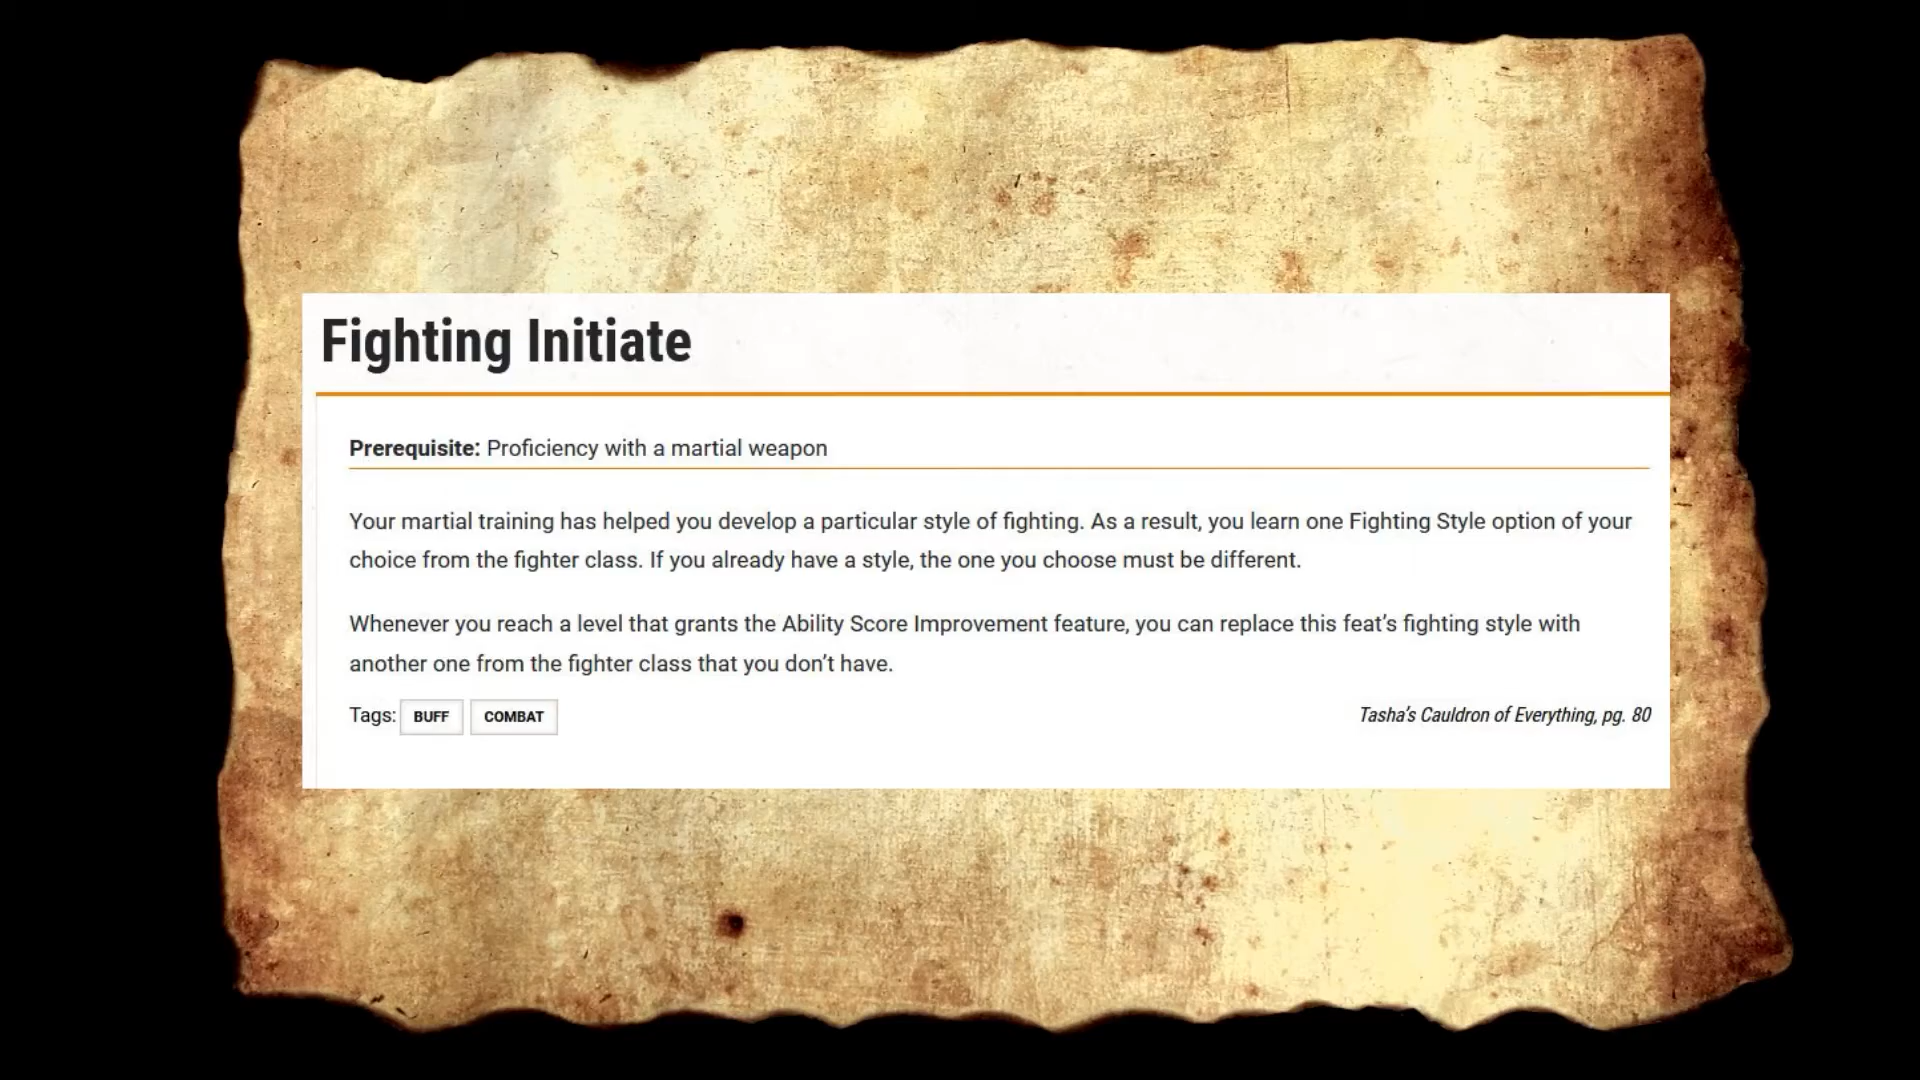 Fighting Initiate
Prerequisite: Proficiency with a martial weapon
Your martial training has helped you develop a particular style of fighting. As a result, you learn one Fighting Style option of your
choice from the fighter class. If you already have a style, the one you choose must be different.
Whenever you reach a level that grants the Ability Score Improvement feature, you can replace this feat’s fighting style with
another one from the fighter class that you don’t have.
Tags: BUFF COMBAT Tasha’s Cauldron of Everything, pg. 80